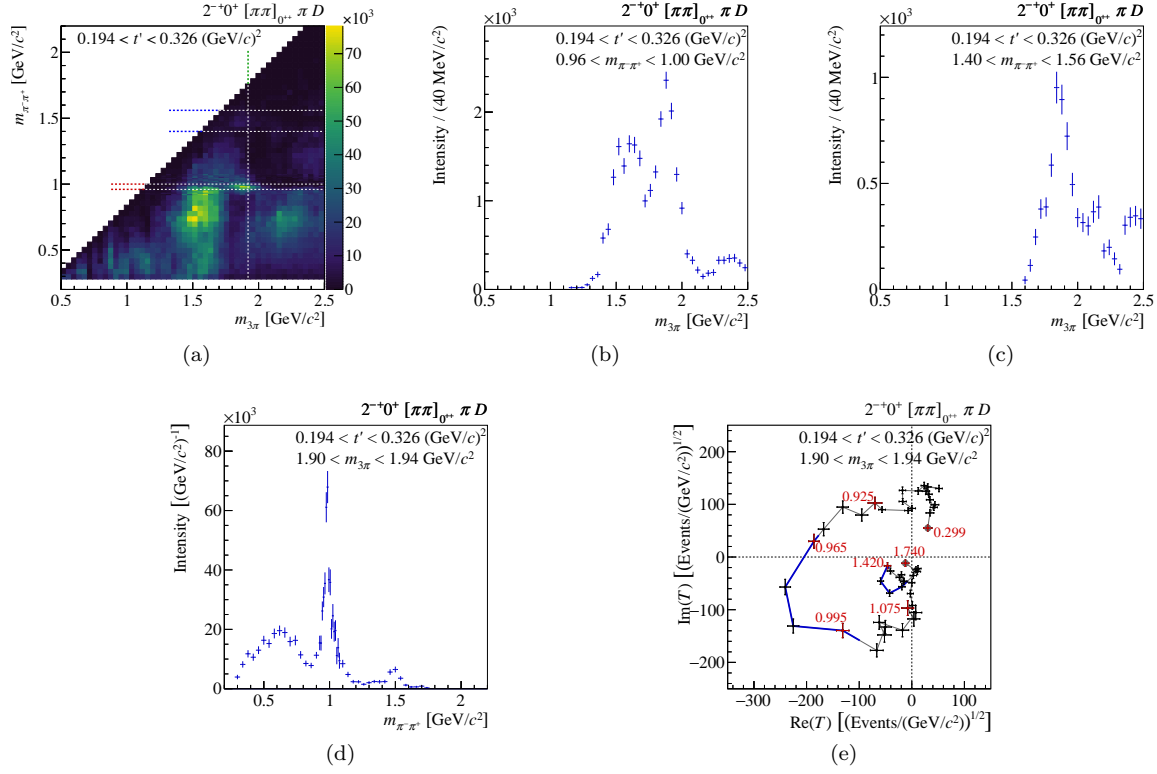 2⁻⁺0⁺ [ππ]₀₊₊ π D
×10³
0.194 < t′ < 0.326 (GeV/c)²
m_π⁻π⁺ [GeV/c²]
2
1.5
1
0.5
0.5 1 1.5 2 2.5
m_3π [GeV/c²]
80
70
60
50
40
30
20
10
0
(a)
2⁻⁺0⁺ [ππ]₀₊₊ π D
×10³
0.194 < t′ < 0.326 (GeV/c)²
0.96 < m_π⁻π⁺ < 1.00 GeV/c²
Intensity / (40 MeV/c²)
2
1
0
0.5 1 1.5 2 2.5
m_3π [GeV/c²]
(b)
2⁻⁺0⁺ [ππ]₀₊₊ π D
×10³
0.194 < t′ < 0.326 (GeV/c)²
1.40 < m_π⁻π⁺ < 1.56 GeV/c²
Intensity / (40 MeV/c²)
1
0.5
0
0.5 1 1.5 2 2.5
m_3π [GeV/c²]
(c)
2⁻⁺0⁺ [ππ]₀₊₊ π D
×10³
0.194 < t′ < 0.326 (GeV/c)²
1.90 < m_3π < 1.94 GeV/c²
Intensity [(GeV/c²)⁻¹]
80
60
40
20
0
0.5 1 1.5 2
m_π⁻π⁺ [GeV/c²]
(d)
2⁻⁺0⁺ [ππ]₀₊₊ π D
0.194 < t′ < 0.326 (GeV/c)²
1.90 < m_3π < 1.94 GeV/c²
Im(T) [(Events/(GeV/c²))^1/2]
200
100
0
−100
−200
0.925
0.299
0.965
1.740
1.420
1.075
0.995
−300 −200 −100 0 100
Re(T) [(Events/(GeV/c²))^1/2]
(e)